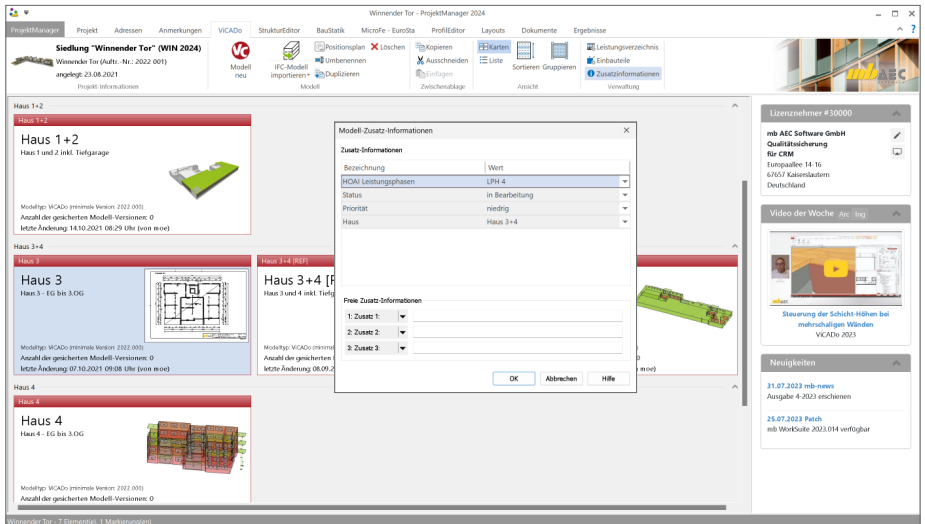 Winnender Tor - ProjektManager 2024
ProjektManager Projekt Adressen Anmerkungen ViCADo StrukturEditor BauStatik MicroFe - EuroSta ProfilEditor Layouts Dokumente Ergebnisse
Siedlung "Winnender Tor" (WIN 2024)
Winnender Tor (Auftr.-Nr.: 2022 001)
angelegt: 23.08.2021
Projekt-Informationen
Modell
neu
IFC-Modell
importieren
Positionsplan
Umbenennen
Duplizieren
Löschen
Modell
Kopieren
Ausschneiden
Einfügen
Zwischenablage
Karten
Liste
Sortieren Gruppieren
Ansicht
Leistungsverzeichnis
Einbauteile
Zusatzinformationen
Verwaltung
mb AEC
Haus 1+2
Haus 1+2
Haus 1+2
Haus 1 und 2 inkl. Tiefgarage
Modelltyp: ViCADo (minimale Version: 2022.000)
Anzahl der gesicherten Modell-Versionen: 0
letzte Änderung: 14.10.2021 08:29 Uhr (von moe)
Haus 3+4
Haus 3
Haus 3
Haus 3 - EG bis 3.OG
Modelltyp: ViCADo (minimale Version: 2022.000)
Anzahl der gesicherten Modell-Versionen: 0
letzte Änderung: 07.10.2021 09:08 Uhr (von moe)
Haus 3+4 [REF]
Haus 3+4 [
Haus 3 und 4 inkl. Tiefg
Modelltyp: ViCADo (minim
Anzahl der gesicherten
letzte Änderung: 08.09.2
moe)
Haus 4
Haus 4
Haus 4
Haus 4 - EG bis 3.OG
Modelltyp: ViCADo (minimale Version: 2022.000)
Anzahl der gesicherten Modell-Versionen: 0
Modell-Zusatz-Informationen
Zusatz-Informationen
Bezeichnung Wert
HOAI Leistungsphasen LPH 4
Status in Bearbeitung
Priorität niedrig
Haus Haus 3+4
Freie Zusatz-Informationen
1: Zusatz 1:
2: Zusatz 2:
3: Zusatz 3:
OK Abbrechen Hilfe
Lizenznehmer #30000
mb AEC Software GmbH
Qualitätssicherung
für CRM
Europaallee 14-16
67657 Kaiserslautern
Deutschland
Video der Woche Arc Ing
Steuerung der Schicht-Höhen bei
mehrschaligen Wänden
ViCADo 2023
Neuigkeiten
31.07.2023 mb-news
Ausgabe 4-2023 erschienen
25.07.2023 Patch
mb WorkSuite 2023.014 verfügbar
Winnender Tor - 7 Element(e), 1 Markierung(en)